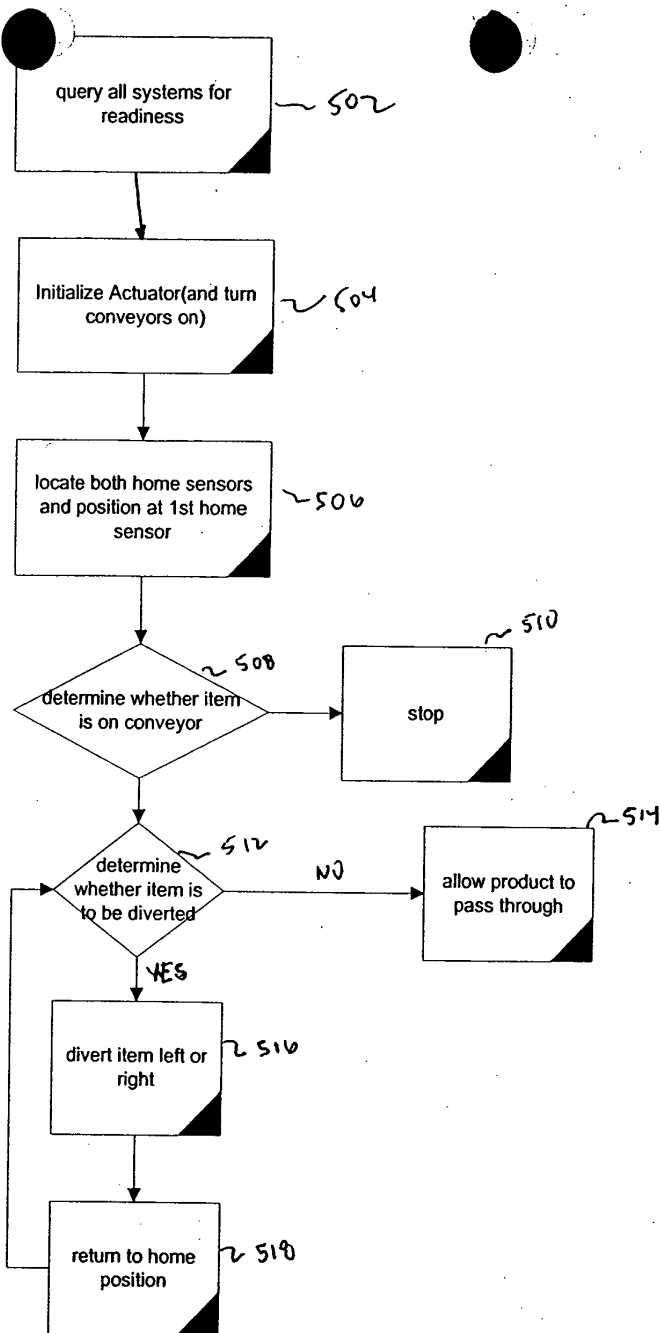 query all systems for
readiness
502
Initialize Actuator(and turn
conveyors on)
504
locate both home sensors
and position at 1st home
sensor
506
508
determine whether item
is on conveyor
510
stop
512
determine
whether item is
to be diverted
NO
514
allow product to
pass through
YES
divert item left or
right
516
return to home
position
518